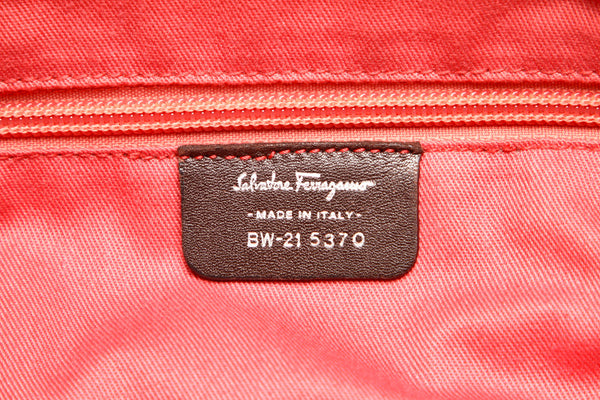 Salvatore Ferragamo
- MADE IN ITALY -
BW-21 5370